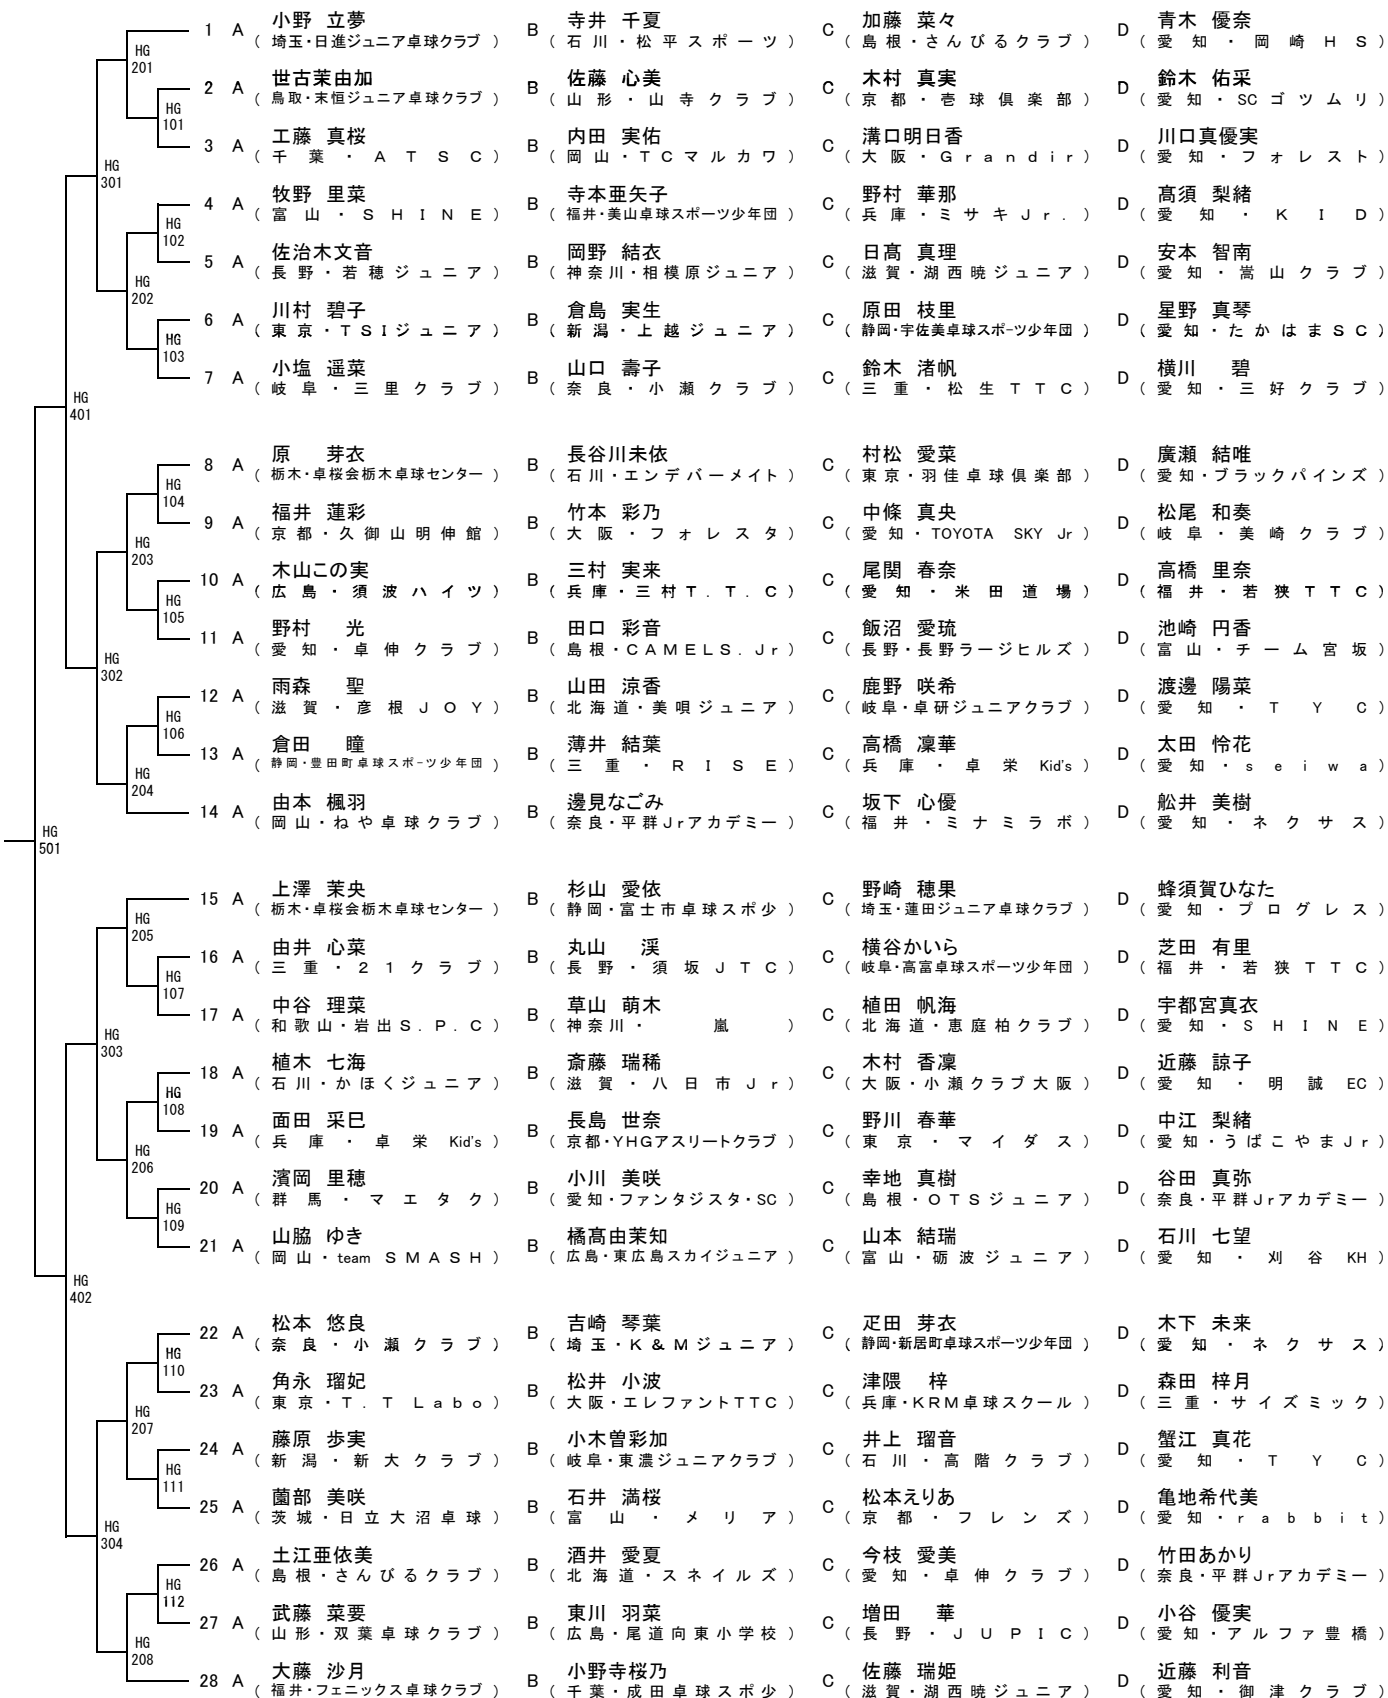 1 A 小野 立夢 B 寺井 千夏 C 加藤 菜々 D 青木 優奈
（埼玉・日進ジュニア卓球クラブ） （石川・松平スポーツ） （島根・さんびるクラブ） （愛知・岡崎HS）
HG
201
2 A 世古茉由加 B 佐藤 心美 C 木村 真実 D 鈴木 佑采
（鳥取・末恒ジュニア卓球クラブ） （山形・山寺クラブ） （京都・壱球倶楽部） （愛知・SCゴツムリ）
HG
101
3 A 工藤 真桜 B 内田 実佑 C 溝口明日香 D 川口真優実
（千葉・ATSC） （岡山・TCマルカワ） （大阪・Grandir） （愛知・フォレスト）
HG
301
4 A 牧野 里菜 B 寺本亜矢子 C 野村 華那 D 髙須 梨緒
（富山・SHINE） （福井・美山卓球スポーツ少年団） （兵庫・ミサキJr.） （愛知・KID）
HG
102
5 A 佐治木文音 B 岡野 結衣 C 日髙 真理 D 安本 智南
（長野・若穂ジュニア） （神奈川・相模原ジュニア） （滋賀・湖西暁ジュニア） （愛知・嵩山クラブ）
HG
202
6 A 川村 碧子 B 倉島 実生 C 原田 枝里 D 星野 真琴
（東京・TSIジュニア） （新潟・上越ジュニア） （静岡・宇佐美卓球スポーツ少年団） （愛知・たかはまSC）
HG
103
7 A 小塩 遥菜 B 山口 壽子 C 鈴木 渚帆 D 横川 碧
（岐阜・三里クラブ） （奈良・小瀬クラブ） （三重・松生TTC） （愛知・三好クラブ）
HG
401
8 A 原 芽衣 B 長谷川未依 C 村松 愛菜 D 廣瀬 結唯
（栃木・卓桜会栃木卓球センター） （石川・エンデバーメイト） （東京・羽佳卓球倶楽部） （愛知・ブラックパインズ）
HG
104
9 A 福井 蓮彩 B 竹本 彩乃 C 中條 真央 D 松尾 和奏
（京都・久御山明伸館） （大阪・フォレスタ） （愛知・TOYOTA SKY Jr） （岐阜・美崎クラブ）
HG
203
10 A 木山この実 B 三村 実来 C 尾関 春奈 D 高橋 里奈
（広島・須波ハイツ） （兵庫・三村T.T.C） （愛知・米田道場） （福井・若狭TTC）
HG
105
11 A 野村 光 B 田口 彩音 C 飯沼 愛琉 D 池崎 円香
（愛知・卓伸クラブ） （島根・CAMELS.Jr） （長野・長野ラージヒルズ） （富山・チーム宮坂）
HG
302
12 A 雨森 聖 B 山田 涼香 C 鹿野 咲希 D 渡邊 陽菜
（滋賀・彦根JOY） （北海道・美唄ジュニア） （岐阜・卓研ジュニアクラブ） （愛知・TYC）
HG
106
13 A 倉田 瞳 B 薄井 結葉 C 高橋 凜華 D 太田 怜花
（静岡・豊田町卓球スポーツ少年団） （三重・RISE） （兵庫・卓栄Kid's） （愛知・seiwa）
HG
204
14 A 由本 楓羽 B 邊見なごみ C 坂下 心優 D 舩井 美樹
（岡山・ねや卓球クラブ） （奈良・平群Jrアカデミー） （福井・ミナミラボ） （愛知・ネクサス）
HG
501
15 A 上澤 茉央 B 杉山 愛依 C 野崎 穂果 D 蜂須賀ひなた
（栃木・卓桜会栃木卓球センター） （静岡・富士市卓球スポ少） （埼玉・蓮田ジュニア卓球クラブ） （愛知・プログレス）
HG
205
16 A 由井 心菜 B 丸山 渓 C 横谷かいら D 芝田 有里
（三重・21クラブ） （長野・須坂JTC） （岐阜・高富卓球スポーツ少年団） （福井・若狭TTC）
HG
107
17 A 中谷 理菜 B 草山 萌木 C 植田 帆海 D 宇都宮真衣
（和歌山・岩出S.P.C） （神奈川・嵐） （北海道・恵庭柏クラブ） （愛知・SHINE）
HG
303
18 A 植木 七海 B 斎藤 瑞稀 C 木村 香凜 D 近藤 諒子
（石川・かほくジュニア） （滋賀・八日市Jr） （大阪・小瀬クラブ大阪） （愛知・明誠EC）
HG
108
19 A 面田 采巳 B 長島 世奈 C 野川 春華 D 中江 梨緒
（兵庫・卓栄Kid's） （京都・YHGアスリートクラブ） （東京・マイダス） （愛知・うばこやまJr）
HG
206
20 A 濱岡 里穂 B 小川 美咲 C 幸地 真樹 D 谷田 真弥
（群馬・マエタク） （愛知・ファンタジスタ・SC） （島根・OTSジュニア） （奈良・平群Jrアカデミー）
HG
109
21 A 山脇 ゆき B 橘髙由茉知 C 山本 結瑞 D 石川 七望
（岡山・team SMASH） （広島・東広島スカイジュニア） （富山・砺波ジュニア） （愛知・刈谷KH）
HG
402
22 A 松本 悠良 B 吉崎 琴葉 C 疋田 芽衣 D 木下 未来
（奈良・小瀬クラブ） （埼玉・K＆Mジュニア） （静岡・新居町卓球スポーツ少年団） （愛知・ネクサス）
HG
110
23 A 角永 瑠妃 B 松井 小波 C 津隈 梓 D 森田 梓月
（東京・T.T Labo） （大阪・エレファントTTC） （兵庫・KRM卓球スクール） （三重・サイズミック）
HG
207
24 A 藤原 歩実 B 小木曽彩加 C 井上 瑠音 D 蟹江 真花
（新潟・新大クラブ） （岐阜・東濃ジュニアクラブ） （石川・高階クラブ） （愛知・TYC）
HG
111
25 A 薗部 美咲 B 石井 満桜 C 松本えりあ D 亀地希代美
（茨城・日立大沼卓球） （富山・メリア） （京都・フレンズ） （愛知・rabbit）
HG
304
26 A 土江亜依美 B 酒井 愛夏 C 今枝 愛美 D 竹田あかり
（島根・さんびるクラブ） （北海道・スネイルズ） （愛知・卓伸クラブ） （奈良・平群Jrアカデミー）
HG
112
27 A 武藤 菜要 B 東川 羽菜 C 増田 華 D 小谷 優実
（山形・双葉卓球クラブ） （広島・尾道向東小学校） （長野・JUPIC） （愛知・アルファ豊橋）
HG
208
28 A 大藤 沙月 B 小野寺桜乃 C 佐藤 瑞姫 D 近藤 利音
（福井・フェニックス卓球クラブ） （千葉・成田卓球スポ少） （滋賀・湖西暁ジュニア） （愛知・御津クラブ）